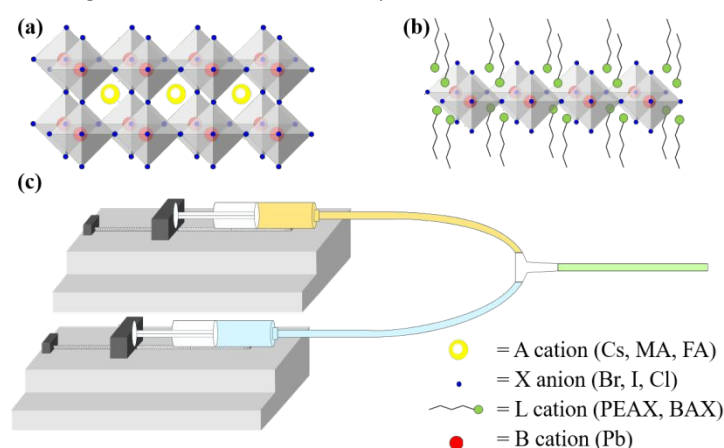 (a)
(b)
(c)
= A cation (Cs, MA, FA)
= X anion (Br, I, Cl)
= L cation (PEAX, BAX)
= B cation (Pb)